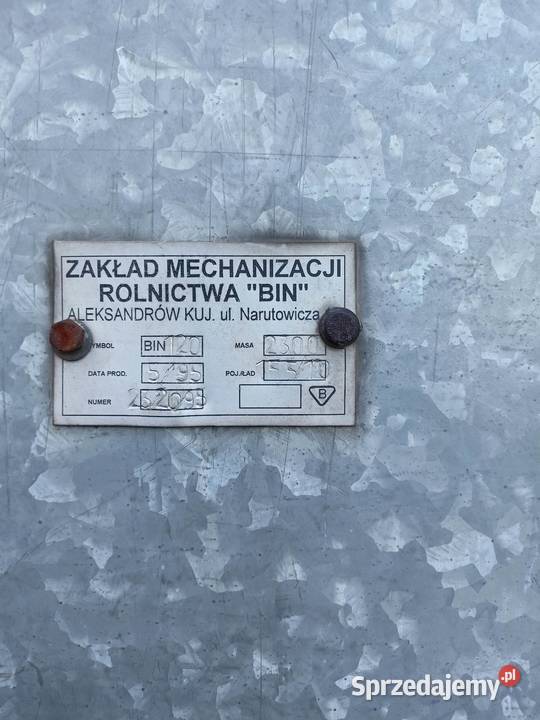 ZAKŁAD MECHANIZACJI
ROLNICTWA "BIN"
ALEKSANDRÓW KUJ. ul. Narutowicza
SYMBOL BIN 120 MASA 2300
DATA PROD. 5/95 POJ./ŁAD
NUMER B
Sprzedajemy.pl